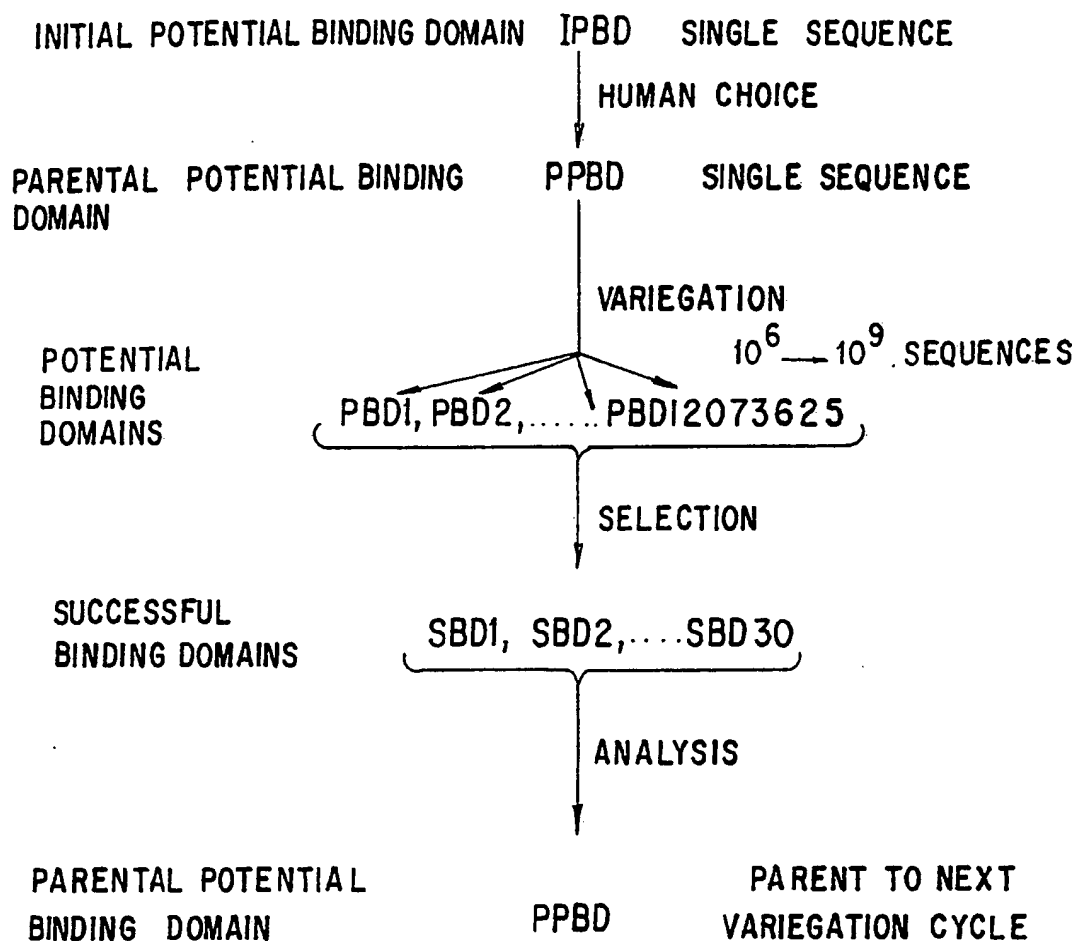 INITIAL POTENTIAL BINDING DOMAIN IPBD SINGLE SEQUENCE
HUMAN CHOICE
PARENTAL POTENTIAL BINDING DOMAIN PPBD SINGLE SEQUENCE
VARIEGATION
10^6 → 10^9 SEQUENCES
POTENTIAL
BINDING
DOMAINS
PBD1, PBD2, ...... PBD12073625
SELECTION
SUCCESSFUL
BINDING DOMAINS
SBD1, SBD2, .... SBD30
ANALYSIS
PARENTAL POTENTIAL
BINDING DOMAIN
PPBD
PARENT TO NEXT
VARIEGATION CYCLE